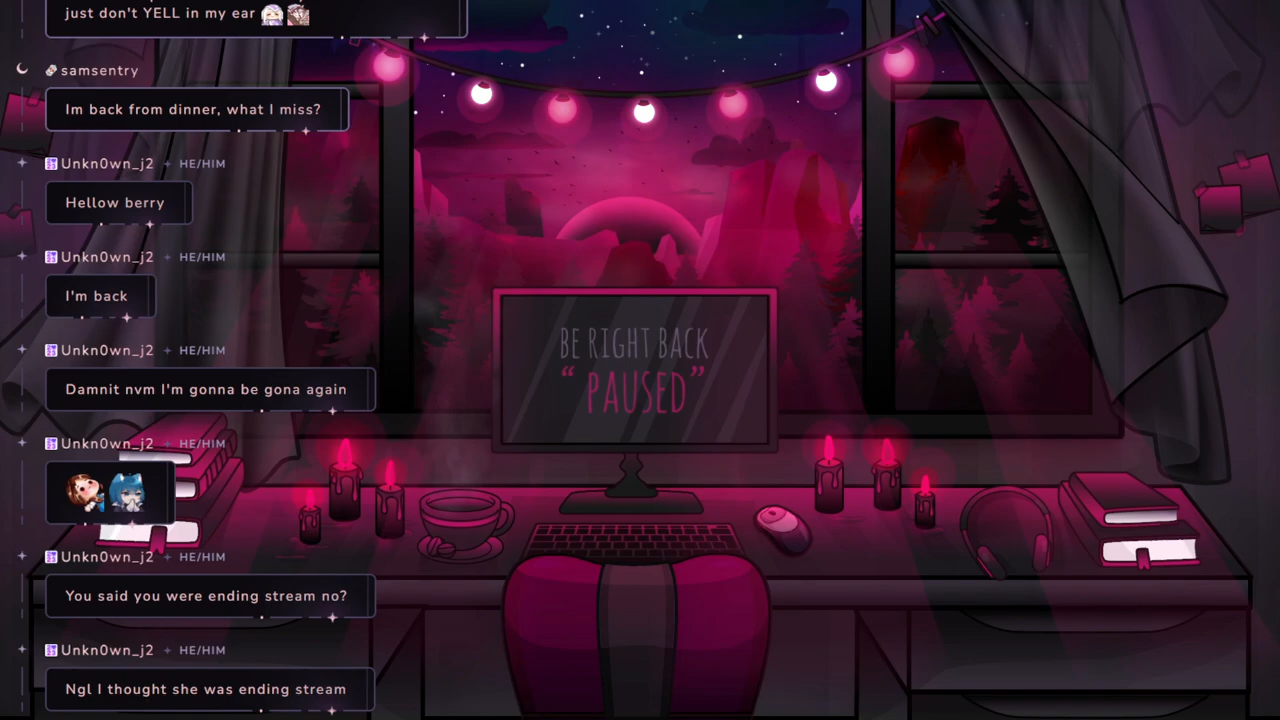 just don't YELL in my ear
samsentry
Im back from dinner, what I miss?
Unkn0wn_j2 HE/HIM
Hellow berry
Unkn0wn_j2 HE/HIM
I'm back
Unkn0wn_j2 HE/HIM
Damnit nvm I'm gonna be gona again
Unkn0wn_j2 HE/HIM
Unkn0wn_j2 HE/HIM
You said you were ending stream no?
Unkn0wn_j2 HE/HIM
Ngl I thought she was ending stream
BE RIGHT BACK
“ PAUSED”